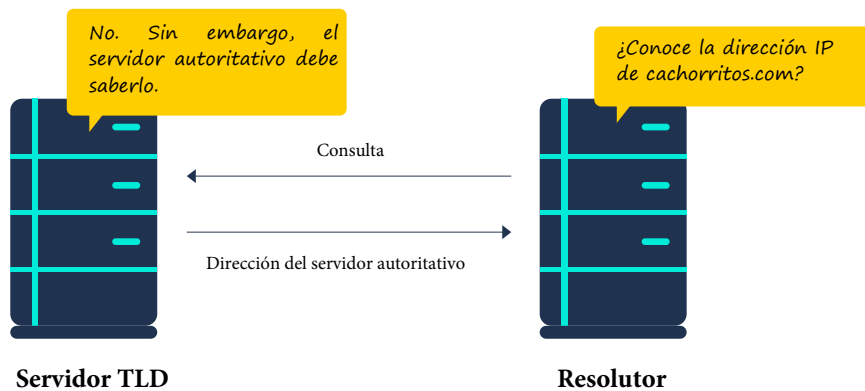 No. Sin embargo, el
servidor autoritativo debe
saberlo.
¿Conoce la dirección IP
de cachorritos.com?
Consulta
Dirección del servidor autoritativo
Servidor TLD
Resolutor